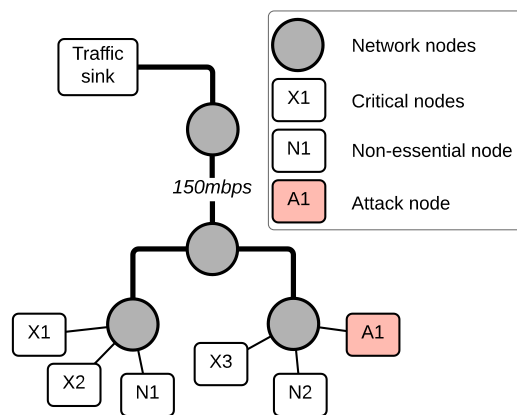 Traffic
sink
Network nodes
X1
Critical nodes
N1
Non-essential node
A1
Attack node
150mbps
X1
X2
N1
X3
N2
A1